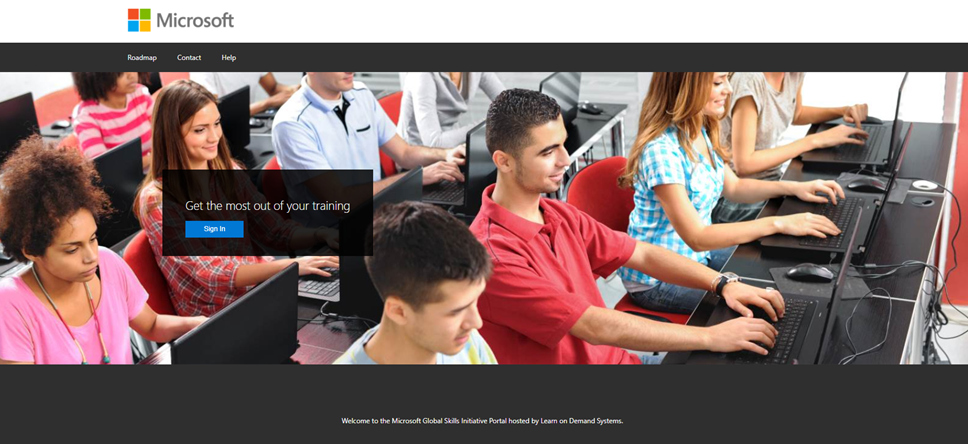 Microsoft
Roadmap Contact Help
Get the most out of your training
Sign In
Welcome to the Microsoft Global Skills Initiative Portal hosted by Learn on Demand Systems.